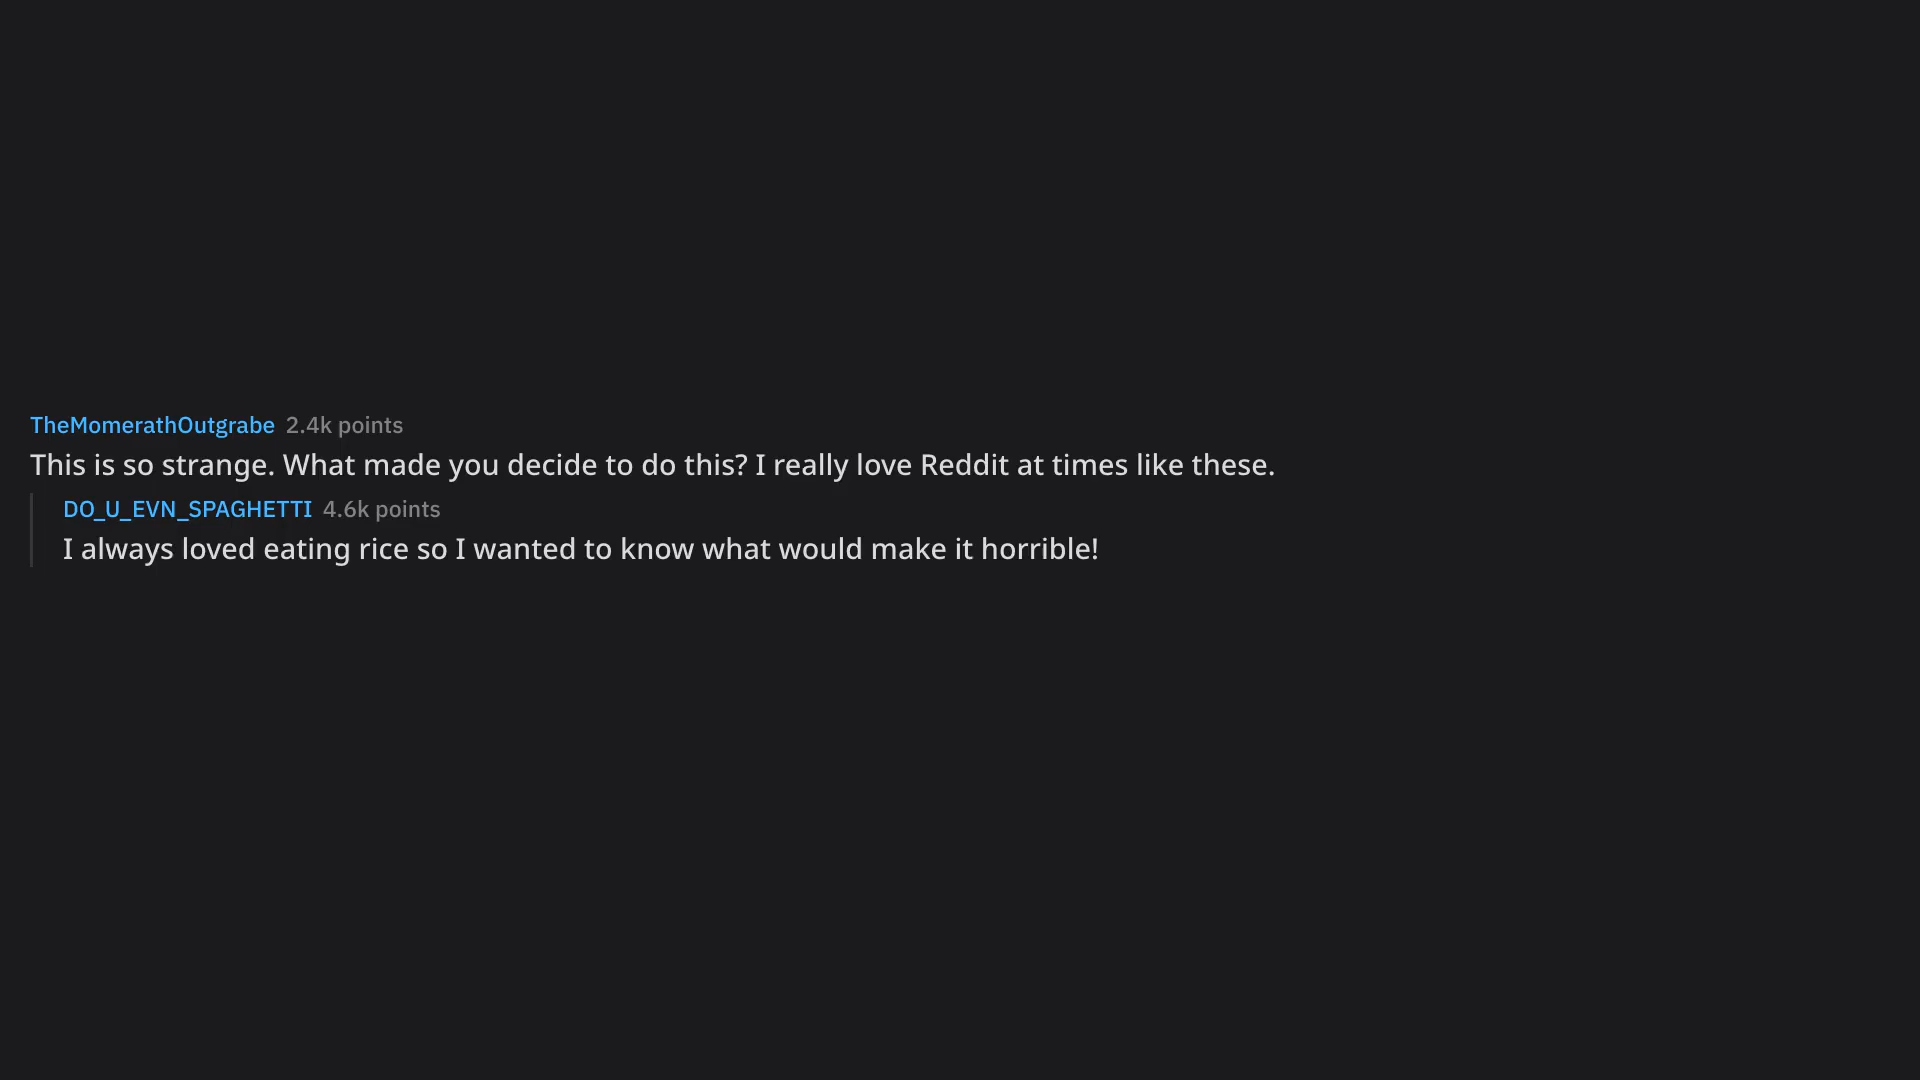 TheMomerathOutgrabe 2.4k points
This is so strange. What made you decide to do this? I really love Reddit at times like these.
DO_U_EVN_SPAGHETTI 4.6k points
I always loved eating rice so I wanted to know what would make it horrible!